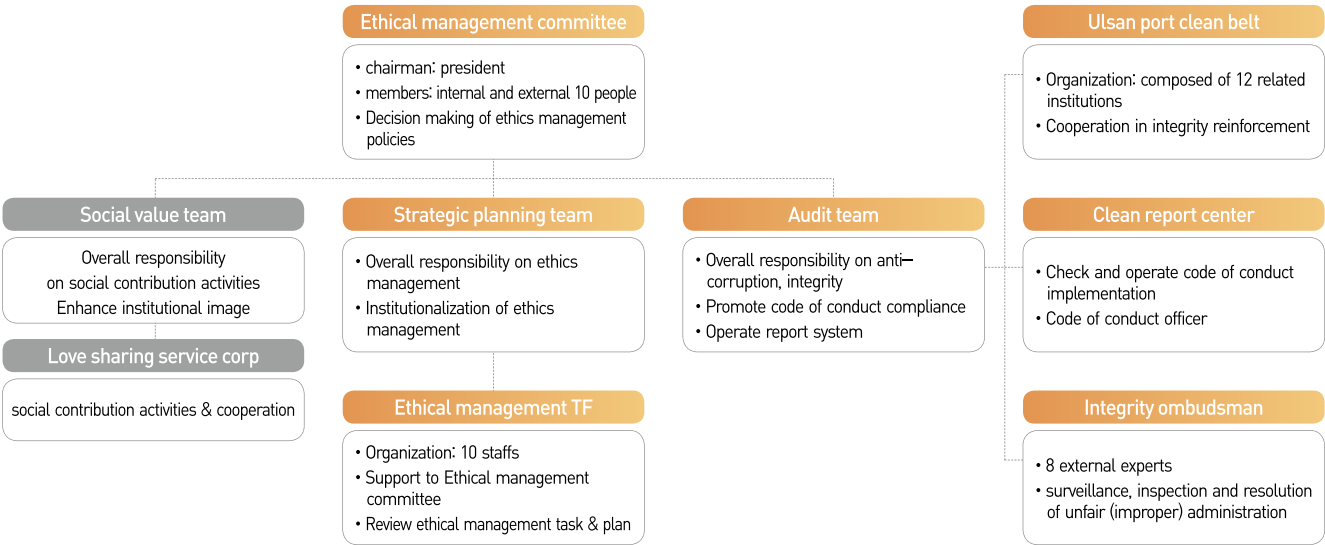 Ethical management committee
• chairman: president
• members: internal and external 10 people
• Decision making of ethics management
policies
Social value team
Overall responsibility
on social contribution activities
Enhance institutional image
Love sharing service corp
social contribution activities & cooperation
Strategic planning team
• Overall responsibility on ethics
management
• Institutionalization of ethics
management
Ethical management TF
• Organization: 10 staffs
• Support to Ethical management
committee
• Review ethical management task & plan
Audit team
• Overall responsibility on anti–
corruption, integrity
• Promote code of conduct compliance
• Operate report system
Ulsan port clean belt
• Organization: composed of 12 related
institutions
• Cooperation in integrity reinforcement
Clean report center
• Check and operate code of conduct
implementation
• Code of conduct officer
Integrity ombudsman
• 8 external experts
• surveillance, inspection and resolution
of unfair (improper) administration